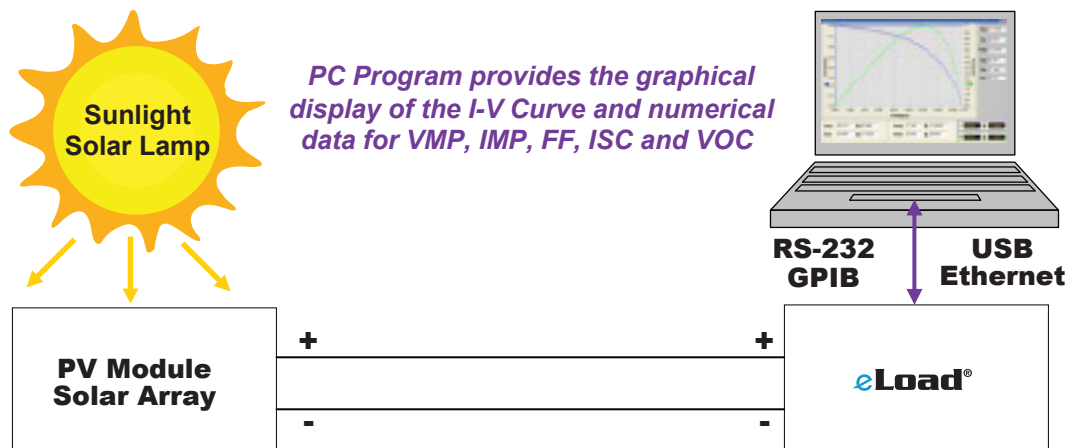 Sunlight
Solar Lamp
PC Program provides the graphical
display of the I-V Curve and numerical
data for VMP, IMP, FF, ISC and VOC
RS-232
GPIB
USB
Ethernet
+
+
PV Module
Solar Array
eLoad®
-
-